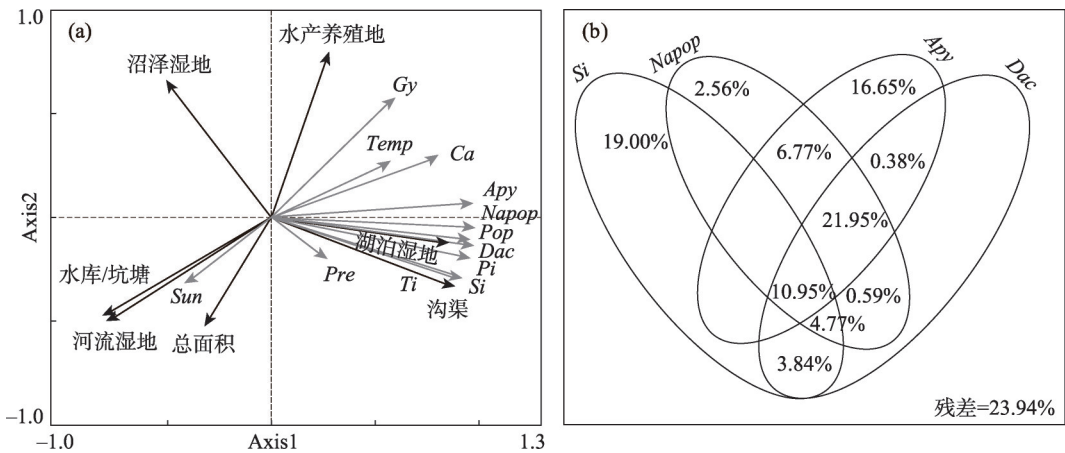 1.0
(a)
水产养殖地
沼泽湿地
Gy
Temp
Ca
Apy
Napop
Pop
湖泊湿地
Dac
Pi
Pre
Ti
Si
沟渠
水库/坑塘
Sun
河流湿地
总面积
Axis2
−1.0
−1.0
Axis1
1.3
(b)
Si
Napop
Apy
Dac
2.56%
16.65%
19.00%
6.77%
0.38%
21.95%
10.95%
0.59%
4.77%
3.84%
残差=23.94%